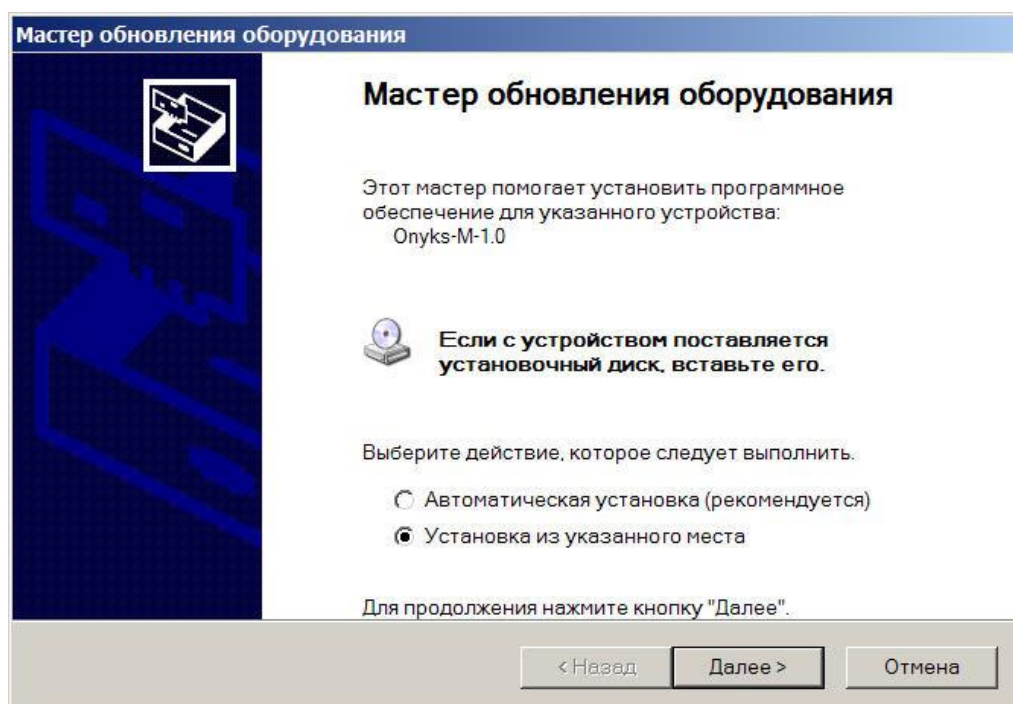 Мастер обновления оборудования
Мастер обновления оборудования
Этот мастер помогает установить программное
обеспечение для указанного устройства:
Onyks-M-1.0
Если с устройством поставляется
установочный диск, вставьте его.
Выберите действие, которое следует выполнить.
Автоматическая установка (рекомендуется)
Установка из указанного места
Для продолжения нажмите кнопку "Далее".
< Назад Далее > Отмена